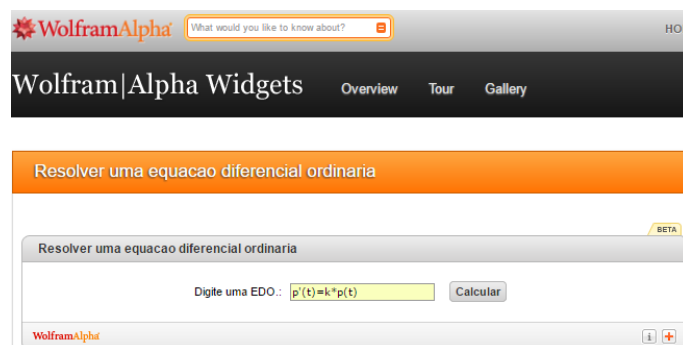 WolframAlpha What would you like to know about? HO
Wolfram|Alpha Widgets Overview Tour Gallery
Resolver uma equacao diferencial ordinaria
BETA
Resolver uma equacao diferencial ordinaria
Digite uma EDO.: p'(t)=k*p(t) Calcular
WolframAlpha i